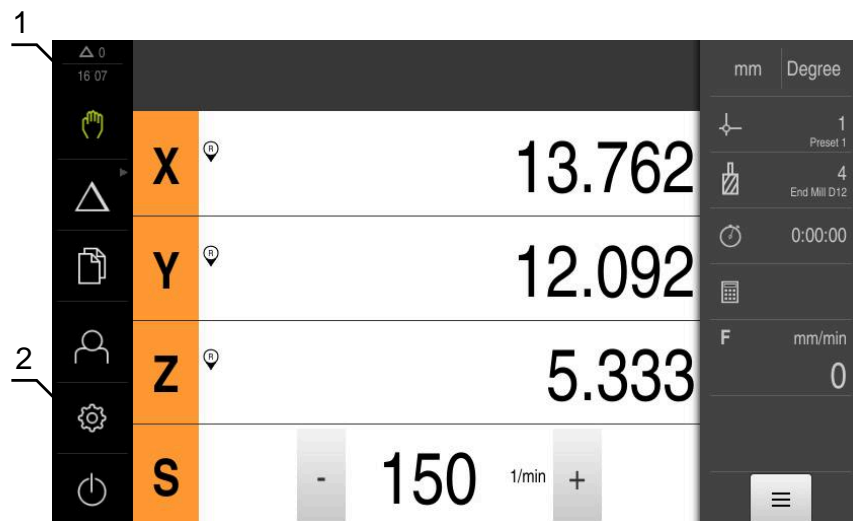 1
0
16 07
2
X
R
13.762
Y
R
12.092
Z
R
5.333
S
- 150 1/min +
mm Degree
1
Preset 1
4
End Mill D12
0:00:00
F mm/min
0